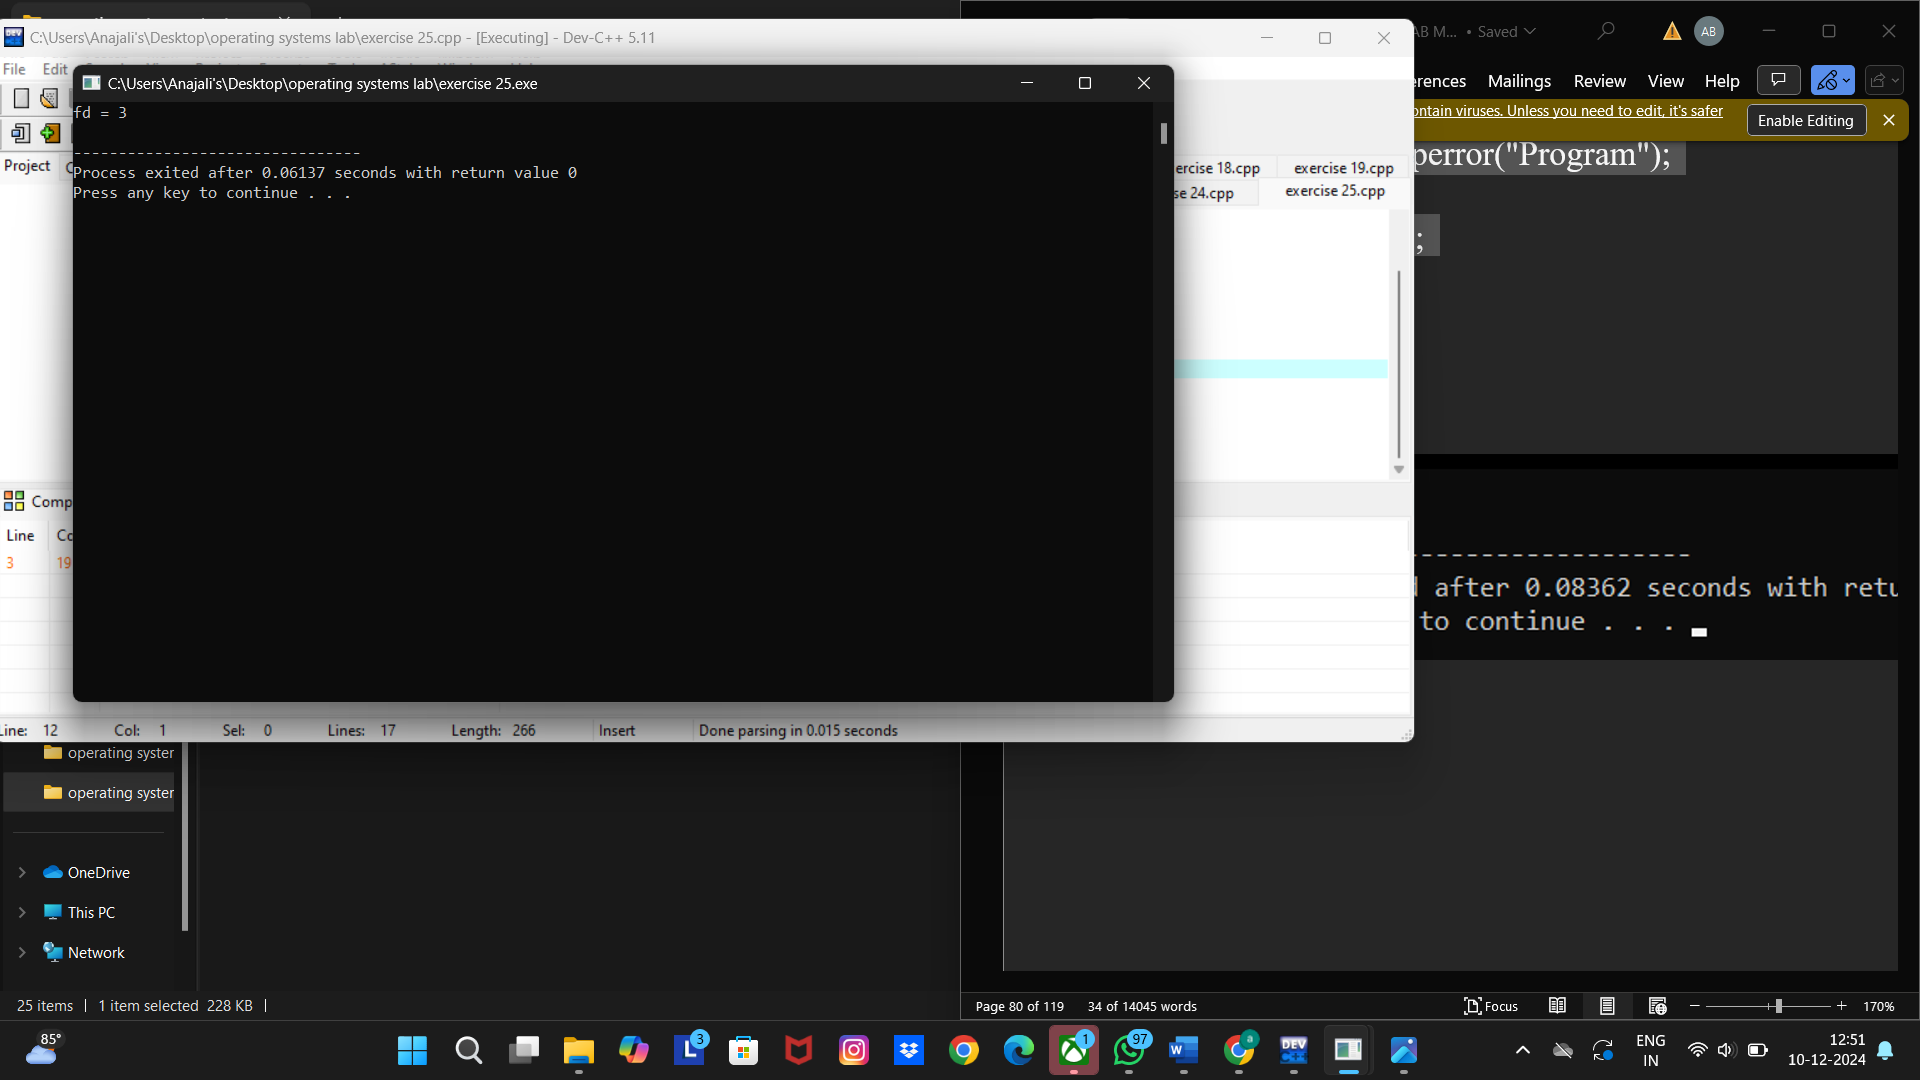 C:\Users\Anajali's\Desktop\operating systems lab\exercise 25.cpp - [Executing] - Dev-C++ 5.11
File Edit
C:\Users\Anajali's\Desktop\operating systems lab\exercise 25.exe
fd = 3
--------------------------------
Process exited after 0.06137 seconds with return value 0
Press any key to continue . . .
Project
ercise 18.cpp exercise 19.cpp
se 24.cpp exercise 25.cpp
Comp
Line Co
3 19
Line: 12 Col: 1 Sel: 0 Lines: 17 Length: 266 Insert Done parsing in 0.015 seconds
AB M... • Saved AB
erences Mailings Review View Help
ontain viruses. Unless you need to edit, it's safer Enable Editing
perror("Program");
;
-------------------
d after 0.08362 seconds with retu
to continue . . .
operating syster
operating syster
OneDrive
This PC
Network
25 items 1 item selected 228 KB
Page 80 of 119 34 of 14045 words Focus 170%
85°
L 3
1
97
W
a
DEV C++
ENG
IN
12:51
10-12-2024